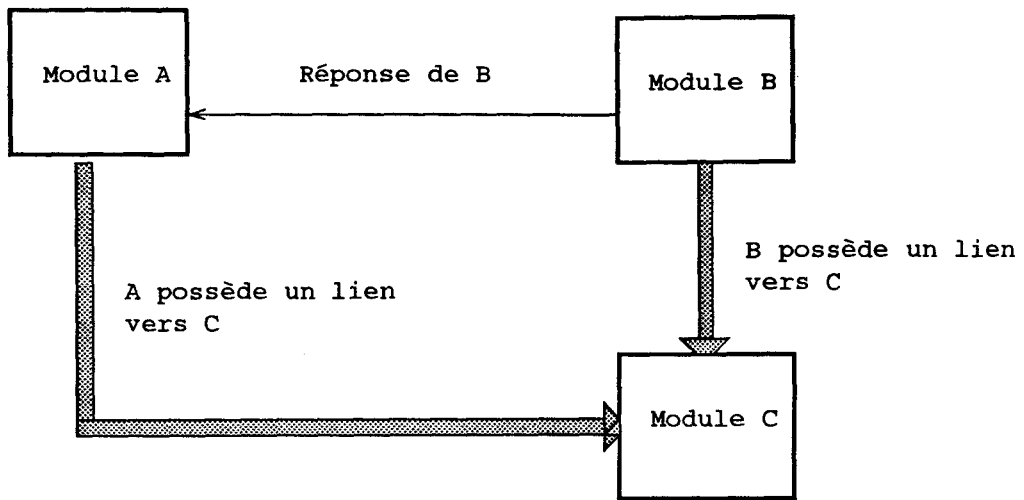 Module A
Réponse de B
Module B
B possède un lien
vers C
A possède un lien
vers C
Module C